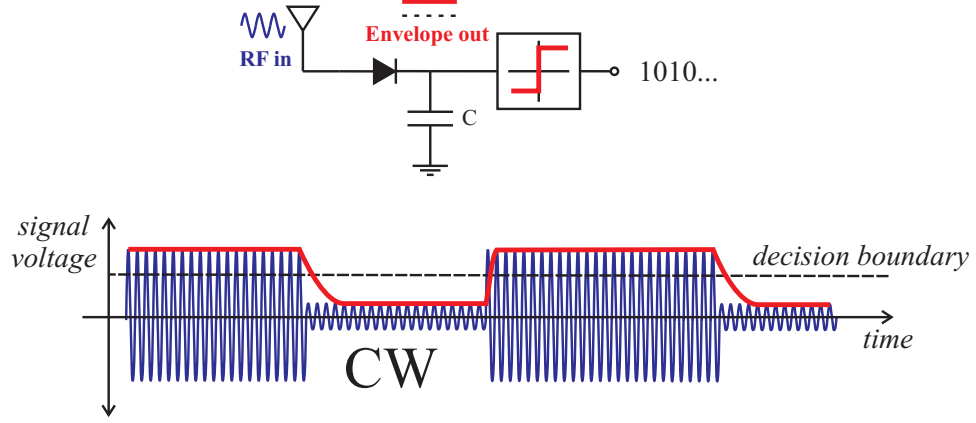 Envelope out
RF in
C
1010...
signal
voltage
decision boundary
time
CW